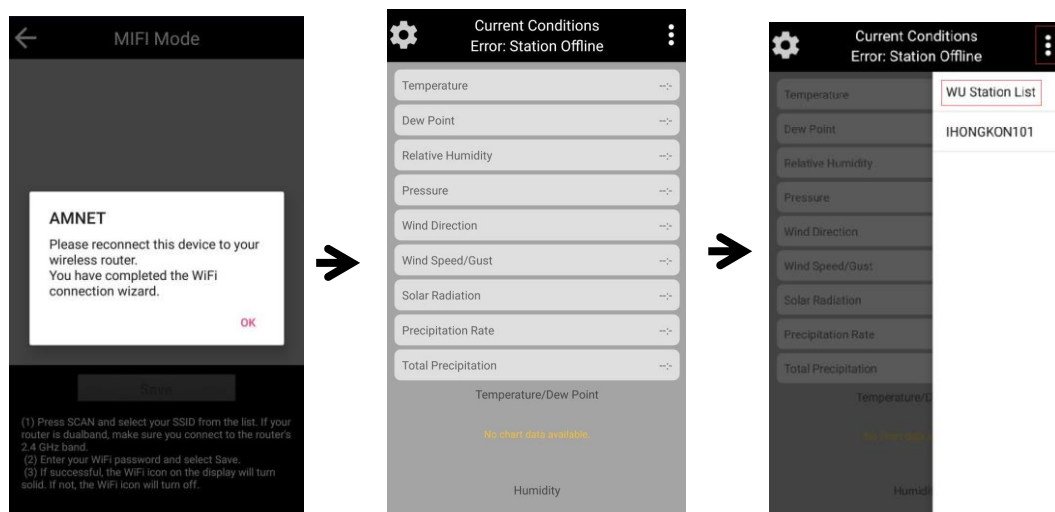 MIFI Mode
AMNET
Please reconnect this device to your
wireless router.
You have completed the WiFi
connection wizard.
OK
Save
(1) Press SCAN and select your SSID from the list. If your
router is dualband, make sure you connect to the router's
2.4 GHz band.
(2) Enter your WiFi password and select Save.
(3) If successful, the WiFi icon on the display will turn
solid. If not, the WiFi icon will turn off.
Current Conditions
Error: Station Offline
Temperature --:-
Dew Point --:-
Relative Humidity --:-
Pressure --:-
Wind Direction --:-
Wind Speed/Gust --:-
Solar Radiation --:-
Precipitation Rate --:-
Total Precipitation --:-
Temperature/Dew Point
No chart data available.
Humidity
Current Conditions
Error: Station Offline
WU Station List
IHONGKON101
Temperature
Dew Point
Relative Humidity
Pressure
Wind Direction
Wind Speed/Gust
Solar Radiation
Precipitation Rate
Total Precipitation
Temperature/D
No chart data
Humidi